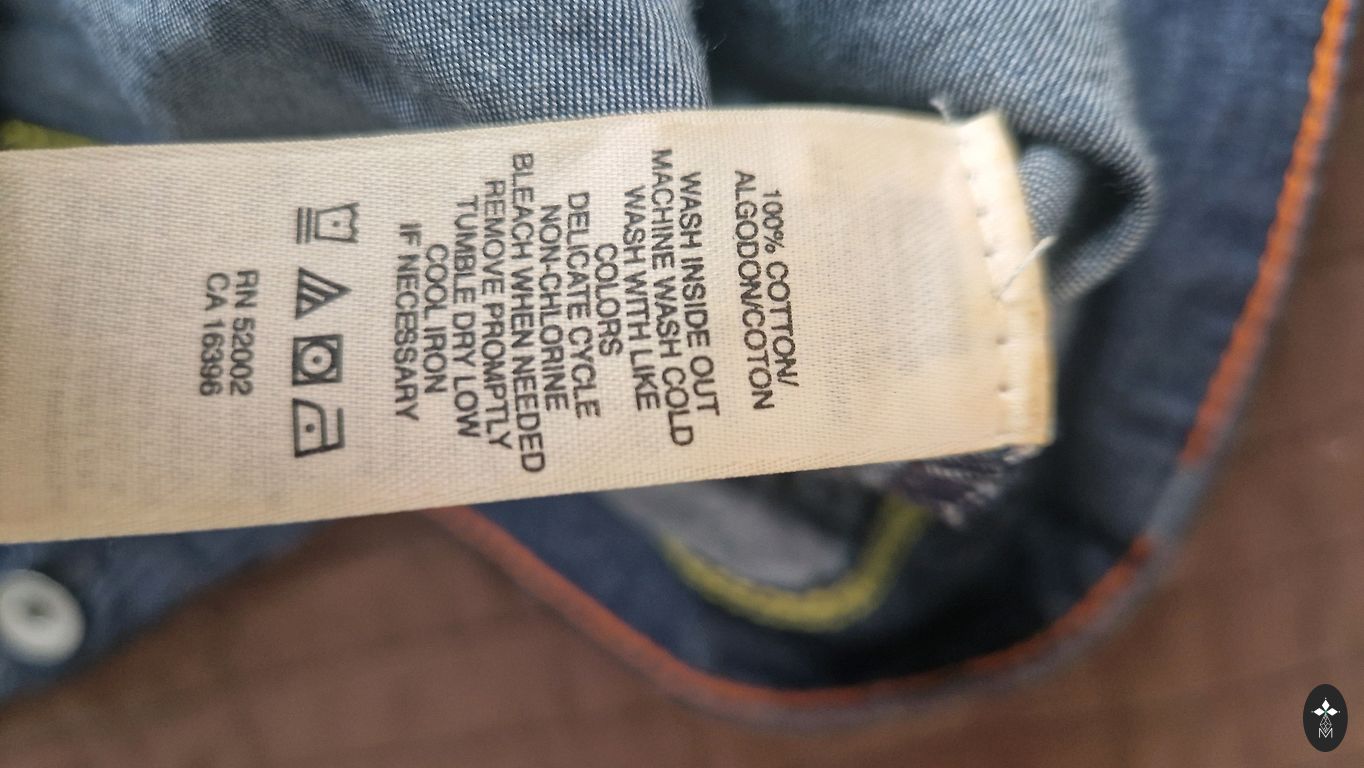 100% COTTON/
ALGODON/COTON
WASH INSIDE OUT
MACHINE WASH COLD
WASH WITH LIKE
COLORS
DELICATE CYCLE
NON-CHLORINE
BLEACH WHEN NEEDED
REMOVE PROMPTLY
TUMBLE DRY LOW
COOL IRON
IF NECESSARY
RN 52002
CA 16396
M